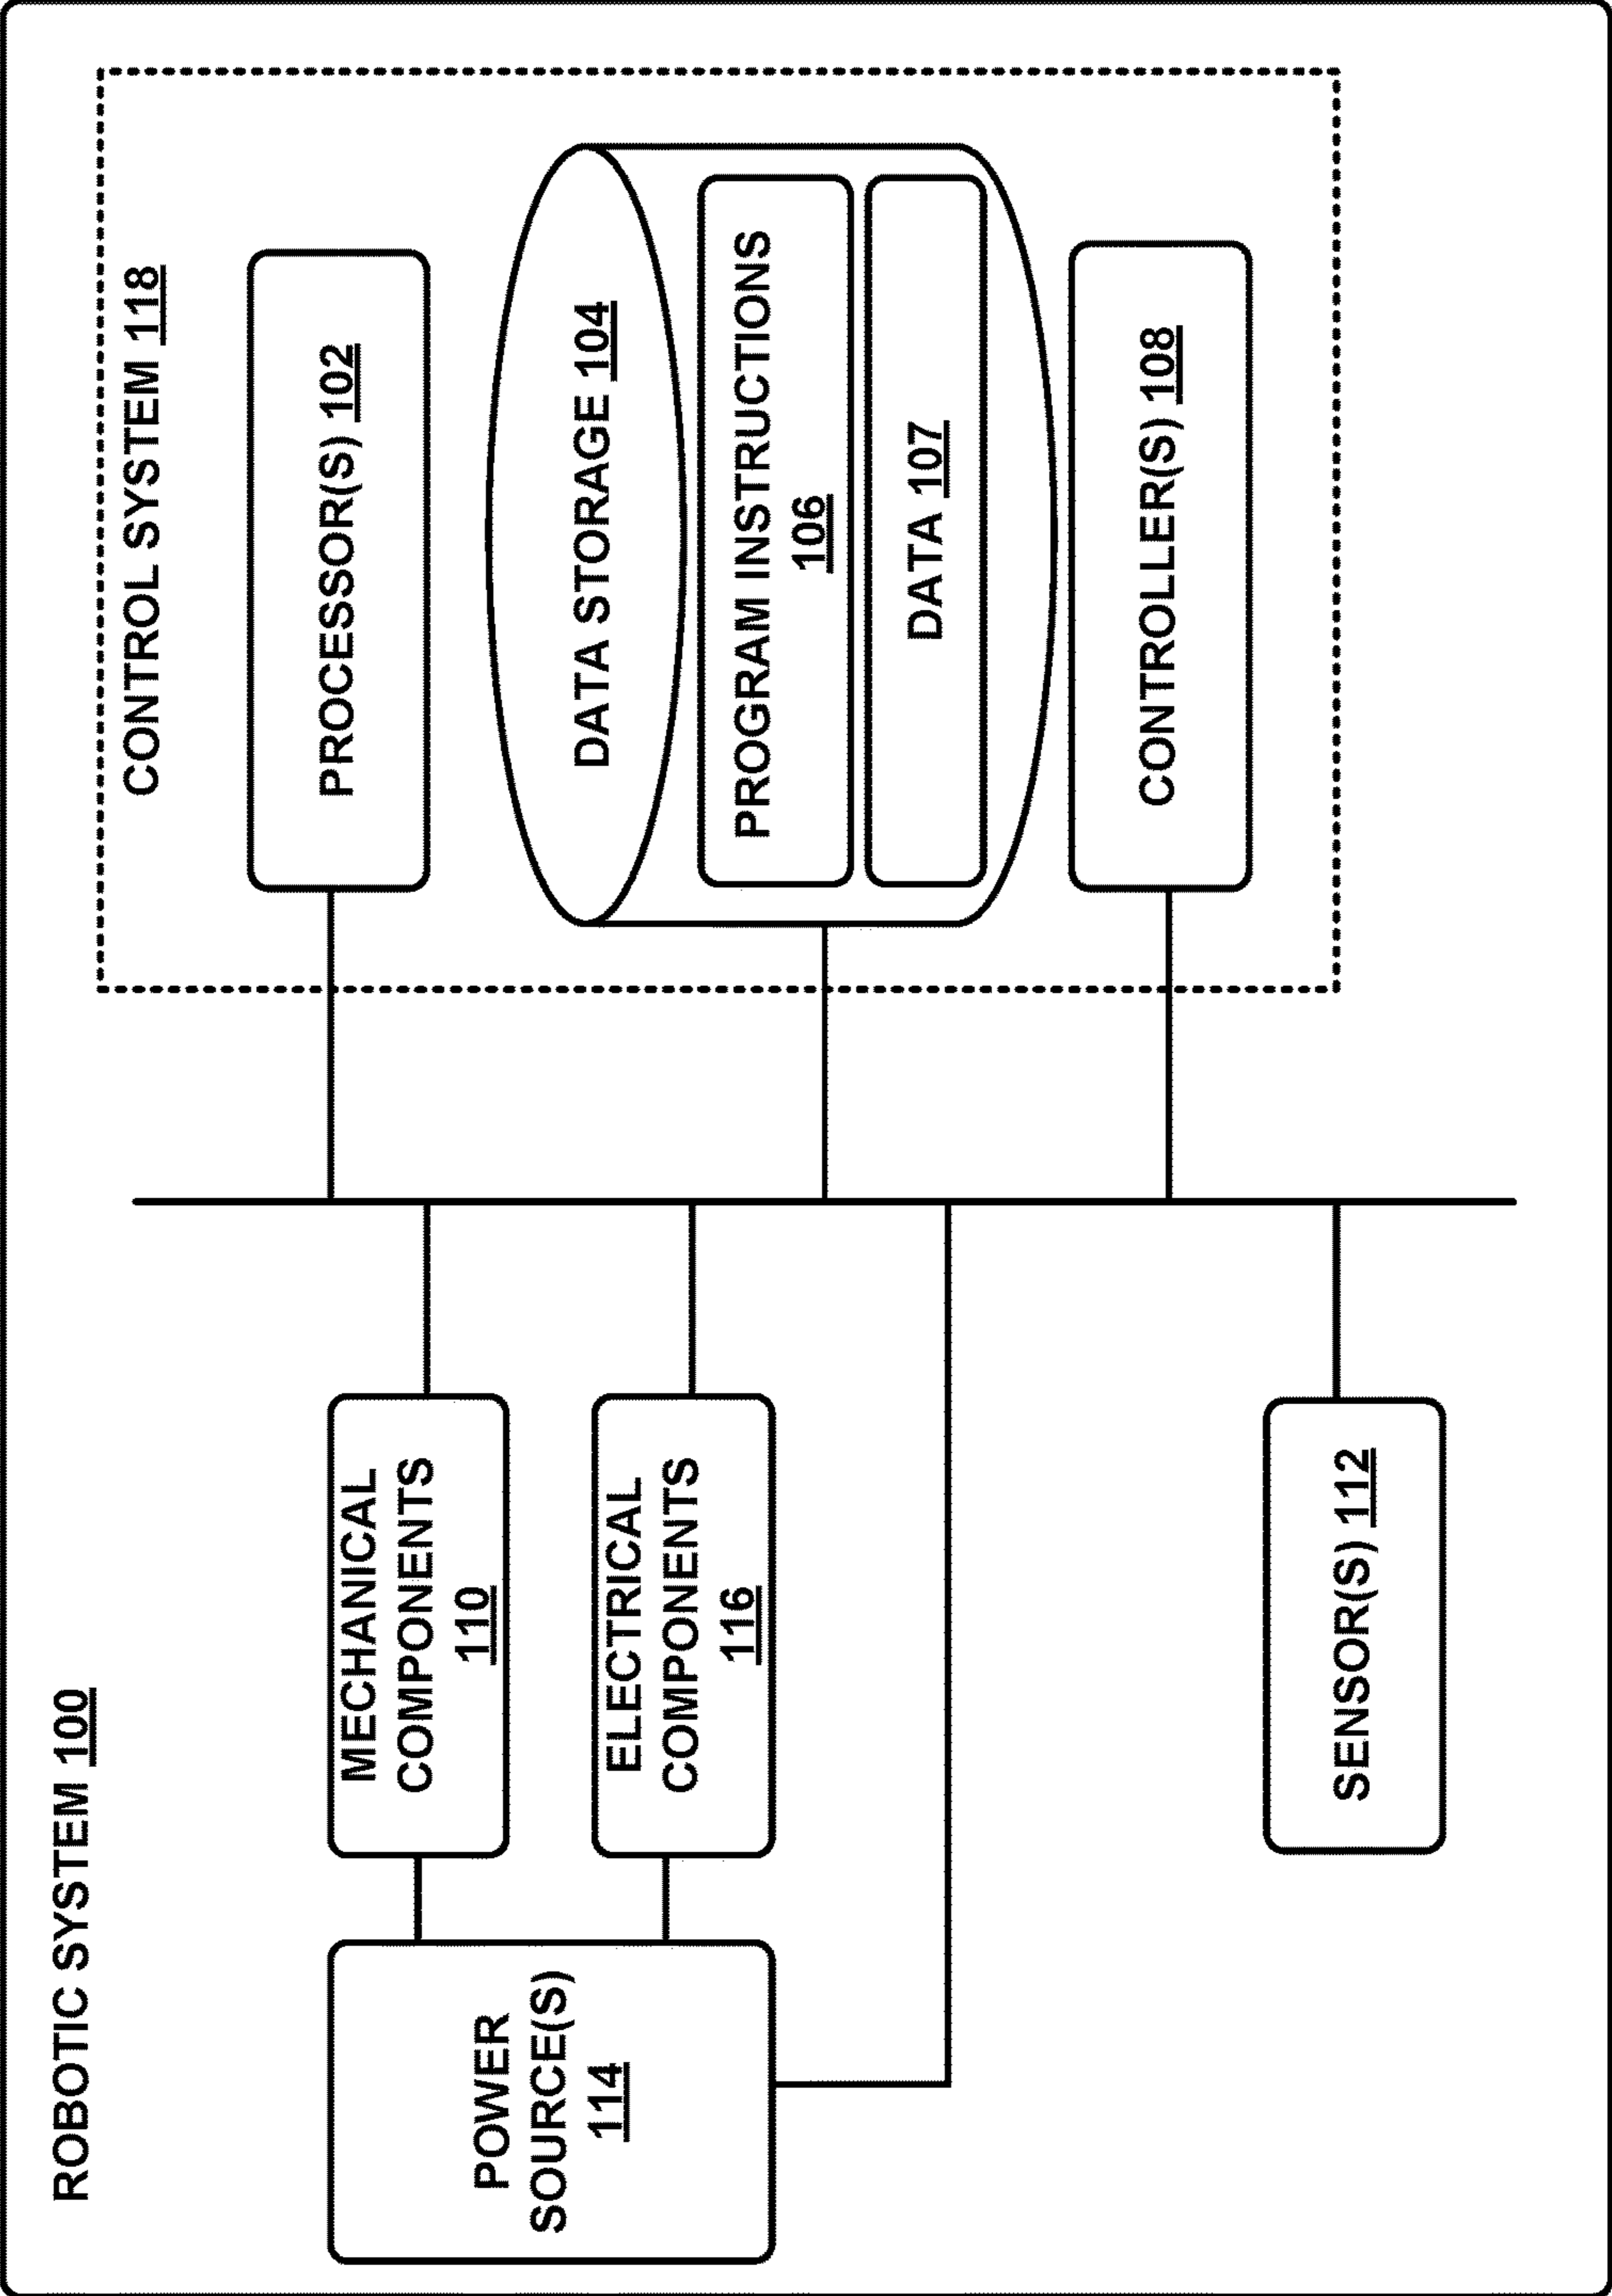 ROBOTIC SYSTEM 100
POWER
SOURCE(S)
114
MECHANICAL
COMPONENTS
110
ELECTRICAL
COMPONENTS
116
SENSOR(S) 112
CONTROL SYSTEM 118
PROCESSOR(S) 102
DATA STORAGE 104
PROGRAM INSTRUCTIONS
106
DATA 107
CONTROLLER(S) 108